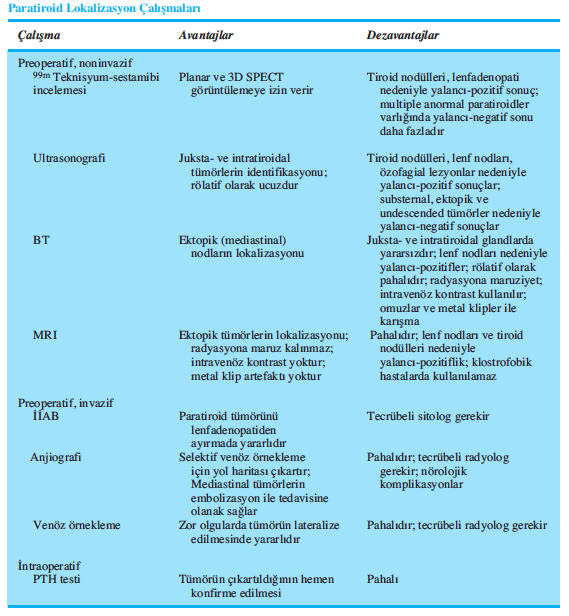 Paratiroid Lokalizasyon Çalışmaları
Çalışma Avantajlar Dezavantajlar
Preoperatif, noninvazif
99m Teknisyum-sestamibi incelemesi
Planar ve 3D SPECT
görüntülemeye izin verir
Tiroid nodülleri, lenfadenopati
nedeniyle yalancı-pozitif sonuç;
multiple anormal paratiroidler
varlığında yalancı-negatif sonu
daha fazladır
Ultrasonografi
Juksta- ve intratiroidal
tümörlerin identifikasyonu;
rölatif olarak ucuzdur
Tiroid nodülleri, lenf nodları,
özofagial lezyonlar nedeniyle
yalancı-pozitif sonuçlar;
substernal, ektopik ve
undescended tümörler nedeniyle
yalancı-negatif sonuçlar
BT
Ektopik (mediastinal)
nodların lokalizasyonu
Juksta- ve intratiroidal glandlarda
yararsızdır; lenf nodları nedeniyle
yalancı-pozitifler; rölatif olarak
pahalıdır; radyasyona maruziyet;
intravenöz kontrast kullanılır;
omuzlar ve metal klipler ile
karışma
MRI
Ektopik tümörlerin lokalizasyonu;
radyasyona maruz kalınmaz;
intravenöz kontrast yoktur;
metal klip artefaktı yoktur
Pahalıdır; lenf nodları ve tiroid
nodülleri nedeniyle
yalancı-pozitiflik; klostrofobik
hastalarda kullanılamaz
Preoperatif, invazif
İİAB
Paratiroid tümörünü
lenfadenopatiden
ayırmada yararlıdır
Tecrübeli sitolog gerekir
Anjiografi
Selektif venöz örnekleme
için yol haritası çıkartır;
Mediastinal tümörlerin
embolizasyon ile tedavisine
olanak sağlar
Pahalıdır; tecrübeli radyolog
gerekir; nörolojik
komplikasyonlar
Venöz örnekleme
Zor olgularda tümörün lateralize
edilmesinde yararlıdır
Pahalıdır; tecrübeli radyolog gerekir
İntraoperatif
PTH testi
Tümörün çıkartıldığının hemen
konfirme edilmesi
Pahalı